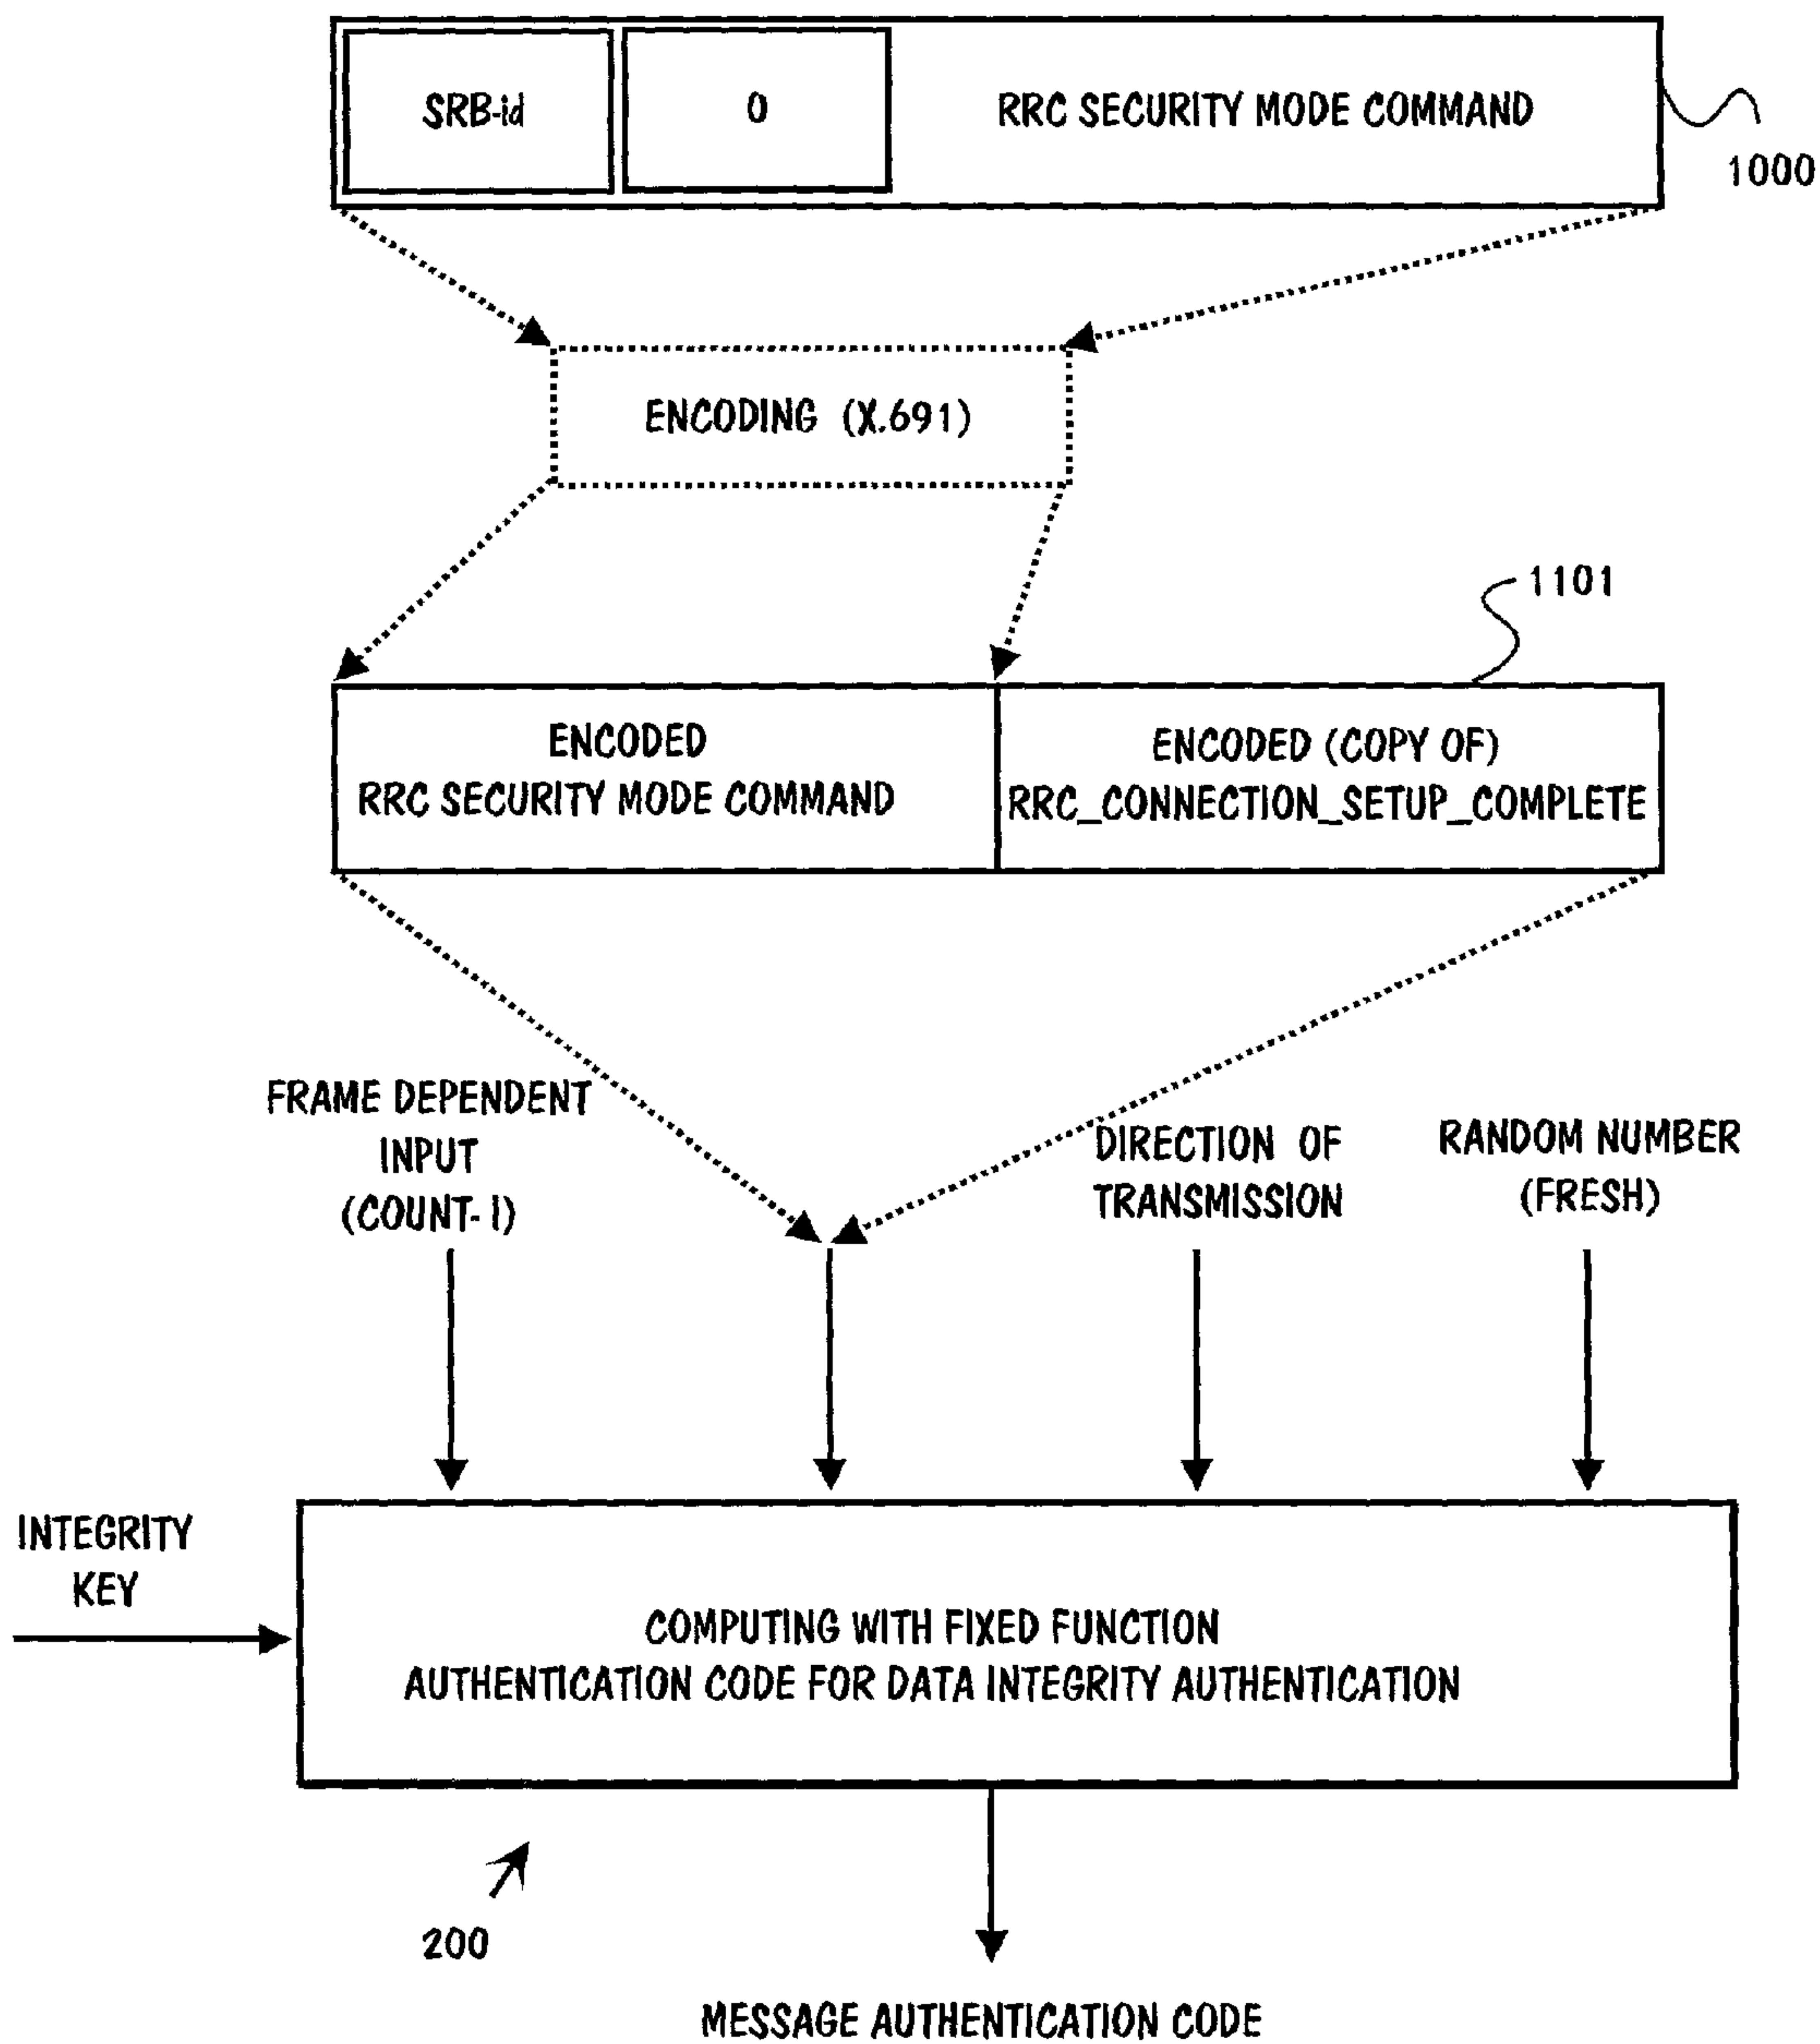 SRB-id
0
RRC SECURITY MODE COMMAND
1000
ENCODING (X.691)
1101
ENCODED
RRC SECURITY MODE COMMAND
ENCODED (COPY OF)
RRC_CONNECTION_SETUP_COMPLETE
FRAME DEPENDENT
INPUT
(COUNT-I)
DIRECTION OF
TRANSMISSION
RANDOM NUMBER
(FRESH)
INTEGRITY
KEY
COMPUTING WITH FIXED FUNCTION
AUTHENTICATION CODE FOR DATA INTEGRITY AUTHENTICATION
200
MESSAGE AUTHENTICATION CODE